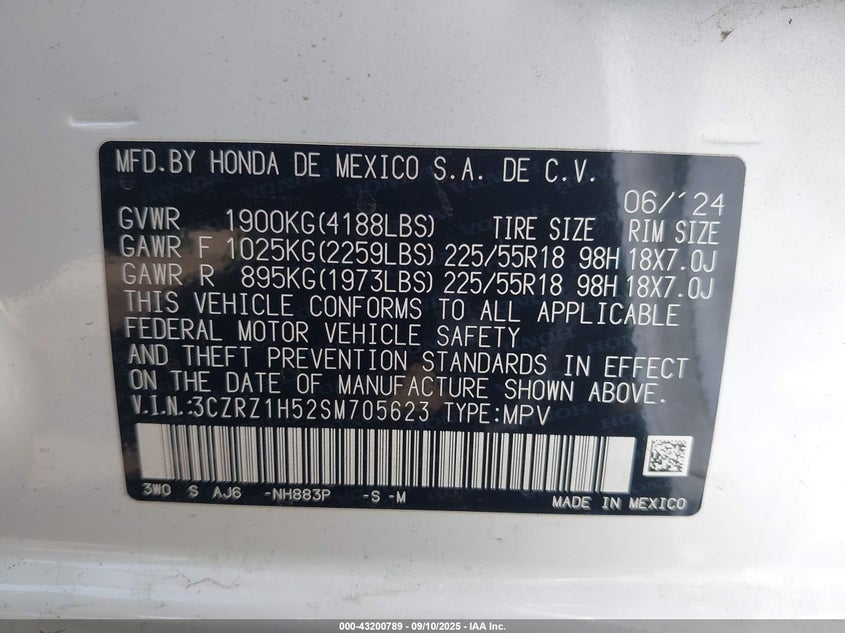 MFD.BY HONDA DE MEXICO S.A. DE C.V.
06/'24
GVWR 1900KG(4188LBS) TIRE SIZE RIM SIZE
GAWR F 1025KG(2259LBS) 225/55R18 98H 18X7.0J
GAWR R 895KG(1973LBS) 225/55R18 98H 18X7.0J
THIS VEHICLE CONFORMS TO ALL APPLICABLE
FEDERAL MOTOR VEHICLE SAFETY
AND THEFT PREVENTION STANDARDS IN EFFECT
ON THE DATE OF MANUFACTURE SHOWN ABOVE.
V.I.N.:3CZRZ1H52SM705623 TYPE:MPV
3W0 S AJ6 -NH883P -S -M
MADE IN MEXICO
000-43200789 - 09/10/2025 - IAA Inc.